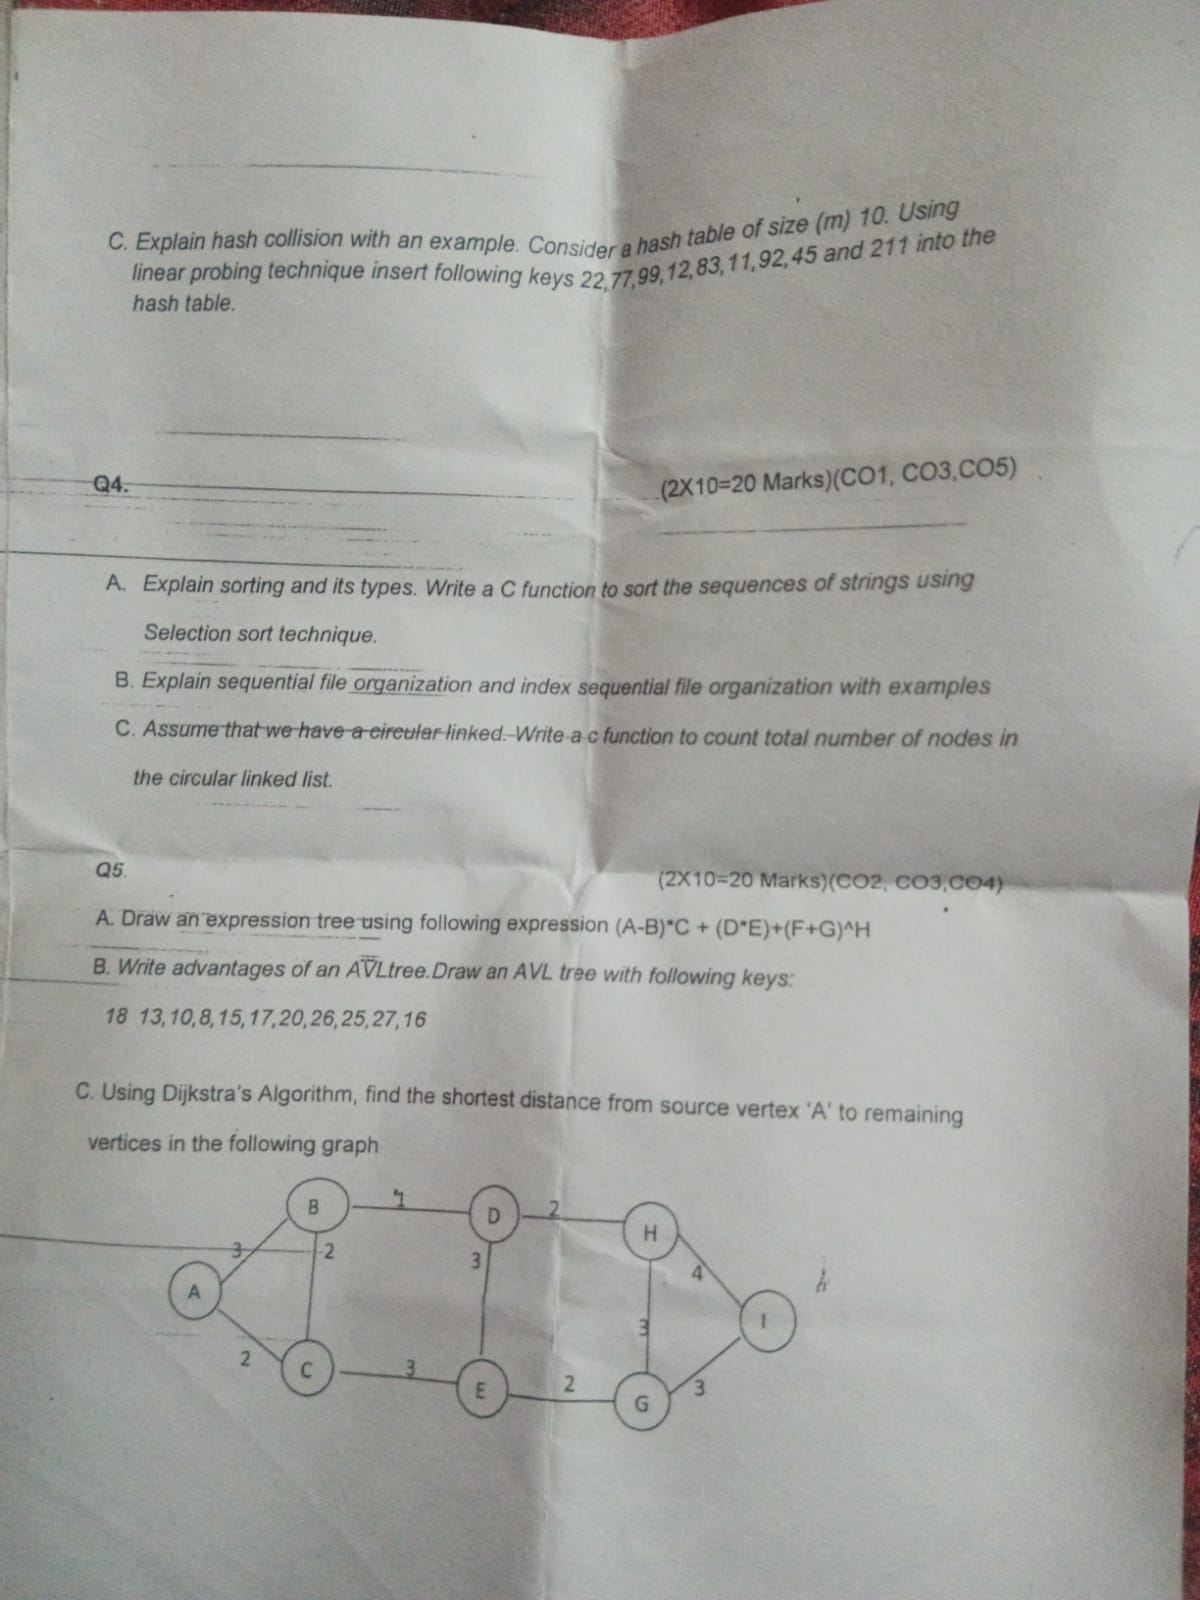 C. Explain hash collision with an example. Consider a hash table of size (m) 10. Using
linear probing technique insert following keys 22,77,99,12,83,11,92,45 and 211 into the
hash table.
Q4. (2X10=20 Marks)(CO1, CO3,CO5)
A. Explain sorting and its types. Write a C function to sort the sequences of strings using
Selection sort technique.
B. Explain sequential file organization and index sequential file organization with examples
C. Assume that we have a circular linked. Write a c function to count total number of nodes in
the circular linked list.
Q5. (2X10=20 Marks)(CO2, CO3,CO4)
A. Draw an expression tree using following expression (A-B)*C + (D*E)+(F+G)^H
B. Write advantages of an AVLtree.Draw an AVL tree with following keys:
18 13,10,8,15,17,20,26,25,27,16
C. Using Dijkstra's Algorithm, find the shortest distance from source vertex 'A' to remaining
vertices in the following graph
B D 2 H
3 2 3 4
A I
3
2 C 3 E 2 G 3